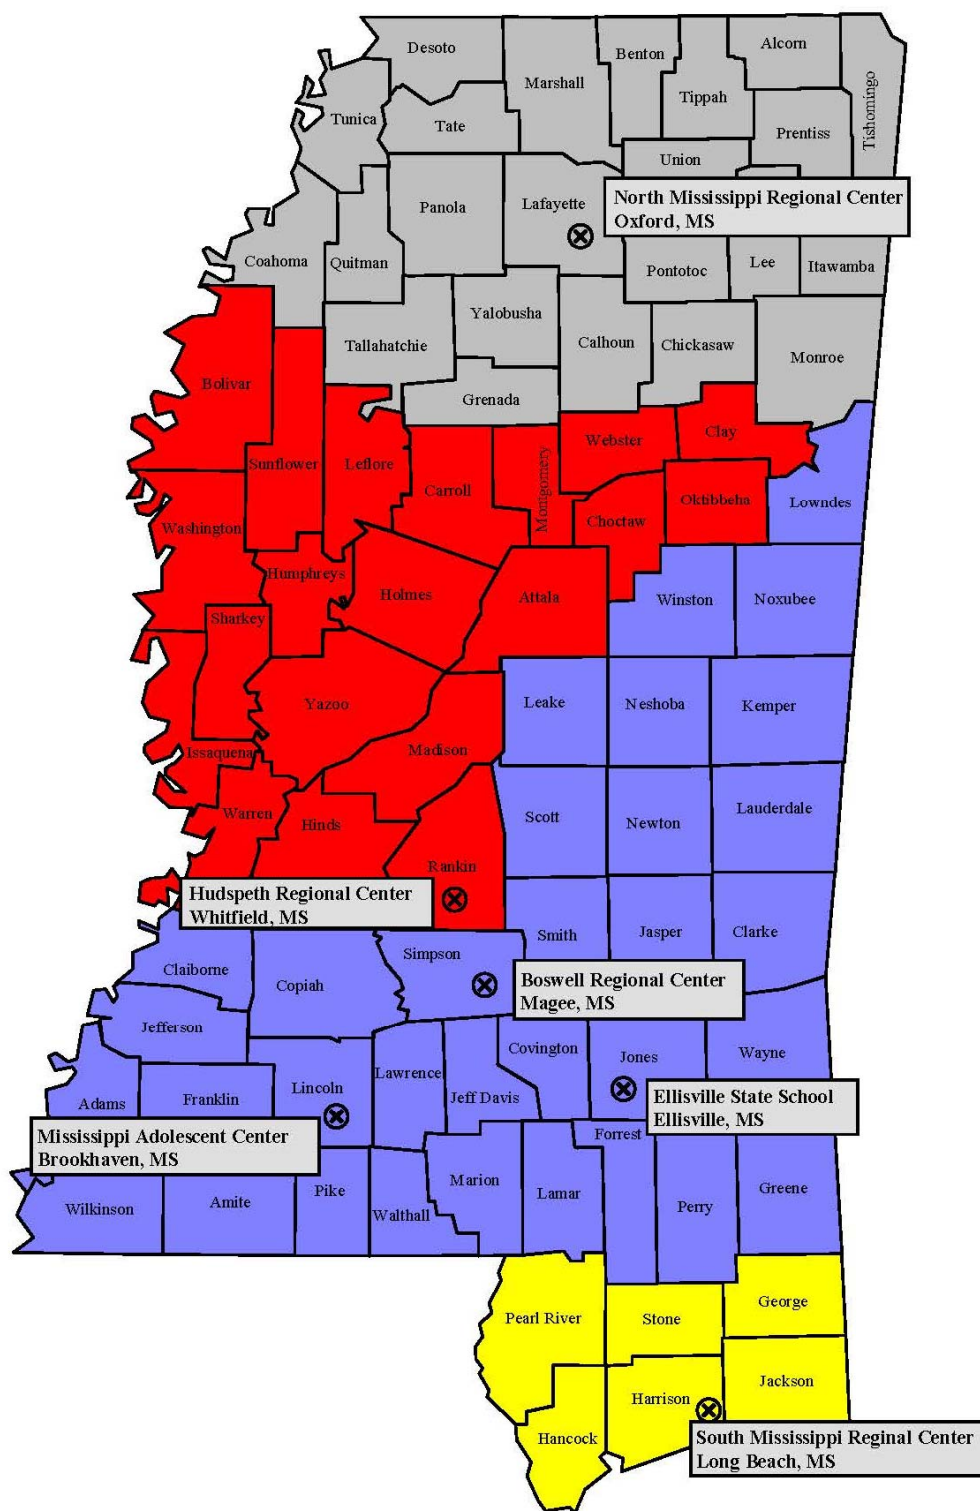 Desoto
Marshall
Benton
Tippah
Alcorn
Tishomingo
Tunica
Tate
Prentiss
Union
Panola
Lafayette
North Mississippi Regional Center
Oxford, MS
Coahoma
Quitman
Pontotoc
Lee
Itawamba
Yalobusha
Tallahatchie
Calhoun
Chickasaw
Monroe
Bolivar
Grenada
Sunflower
Leflore
Carroll
Montgomery
Webster
Clay
Washington
Choctaw
Oktibbeha
Lowndes
Humphreys
Holmes
Attala
Winston
Noxubee
Sharkey
Yazoo
Leake
Neshoba
Kemper
Issaquena
Madison
Warren
Hinds
Scott
Newton
Lauderdale
Rankin
Hudspeth Regional Center
Whitfield, MS
Smith
Jasper
Clarke
Claiborne
Copiah
Simpson
Boswell Regional Center
Magee, MS
Jefferson
Covington
Jones
Wayne
Adams
Franklin
Lincoln
Lawrence
Jeff Davis
Ellisville State School
Ellisville, MS
Mississippi Adolescent Center
Brookhaven, MS
Forrest
Wilkinson
Amite
Pike
Walthall
Marion
Lamar
Perry
Greene
Pearl River
Stone
George
Hancock
Harrison
Jackson
South Mississippi Reginal Center
Long Beach, MS